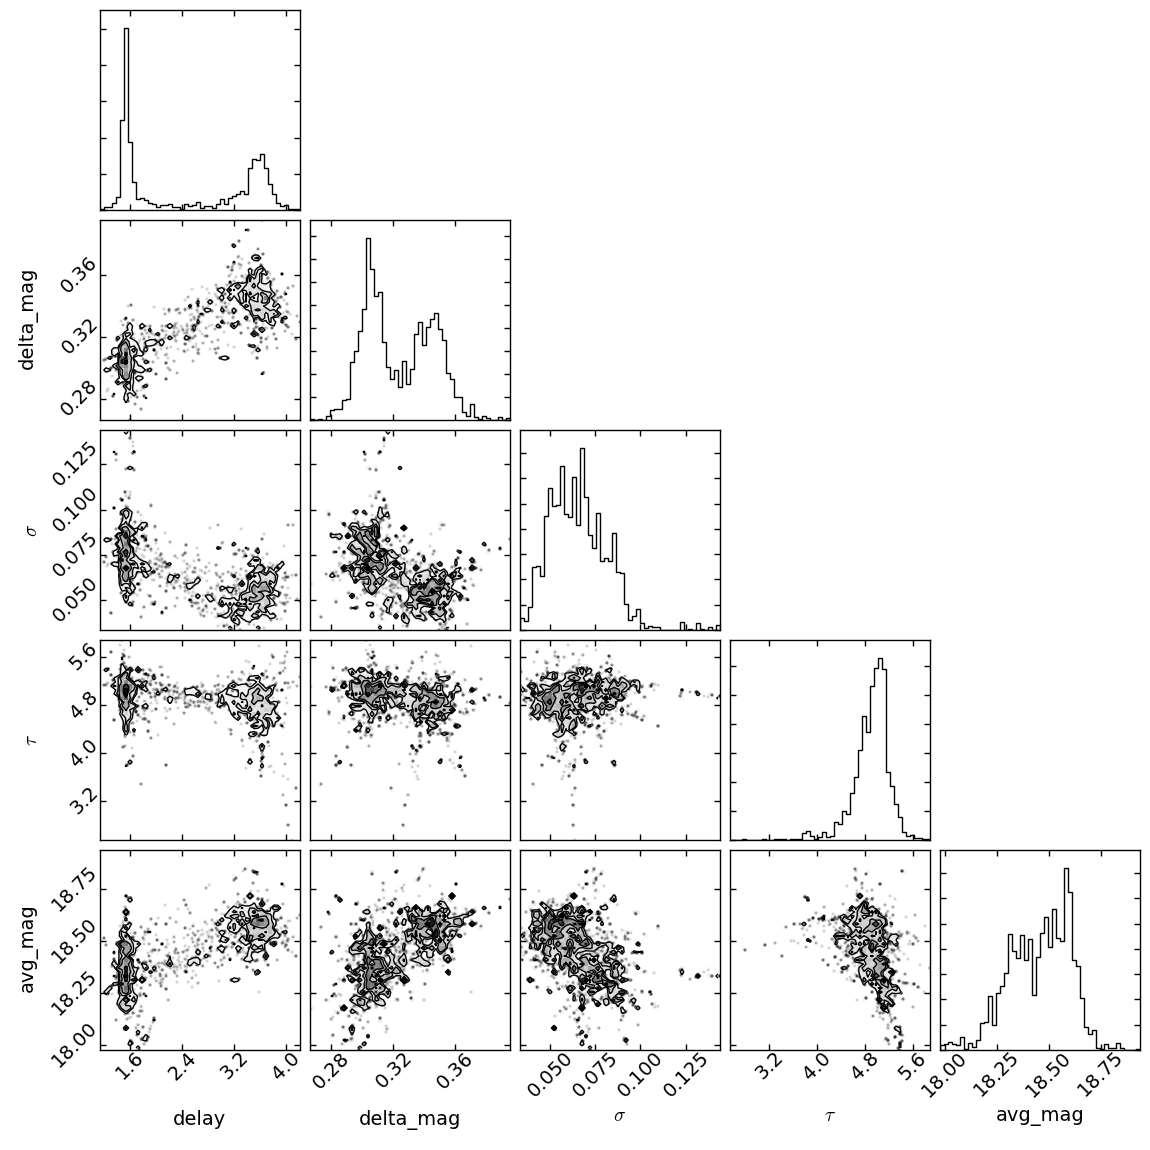 delta_mag
0.36
0.32
0.28
σ
0.125
0.100
0.075
0.050
τ
5.6
4.8
4.0
3.2
avg_mag
18.75
18.50
18.25
18.00
1.6 2.4 3.2 4.0
0.28 0.32 0.36
0.050 0.075 0.100 0.125
3.2 4.0 4.8 5.6
18.00 18.25 18.50 18.75
delay delta_mag σ τ avg_mag